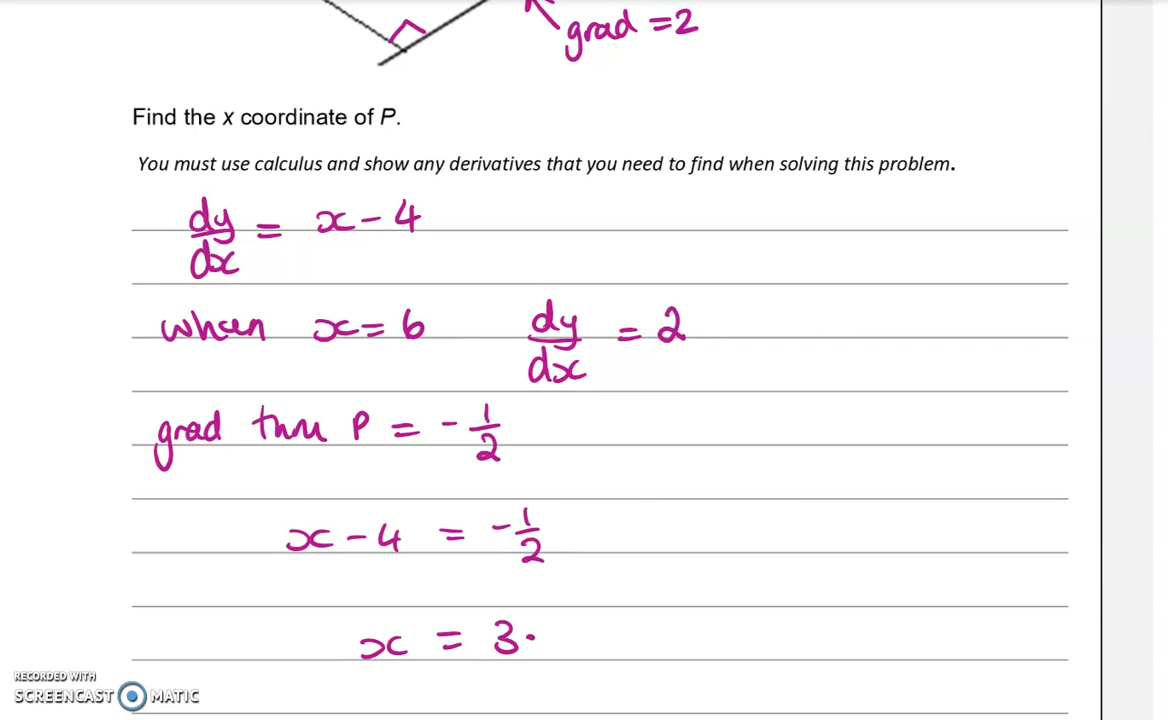 grad = 2
Find the x coordinate of P.
You must use calculus and show any derivatives that you need to find when solving this problem.
dy/dx = x - 4
when x = 6 dy/dx = 2
grad thru P = -1/2
x - 4 = -1/2
x = 3.
RECORDED WITH
SCREENCAST MATIC